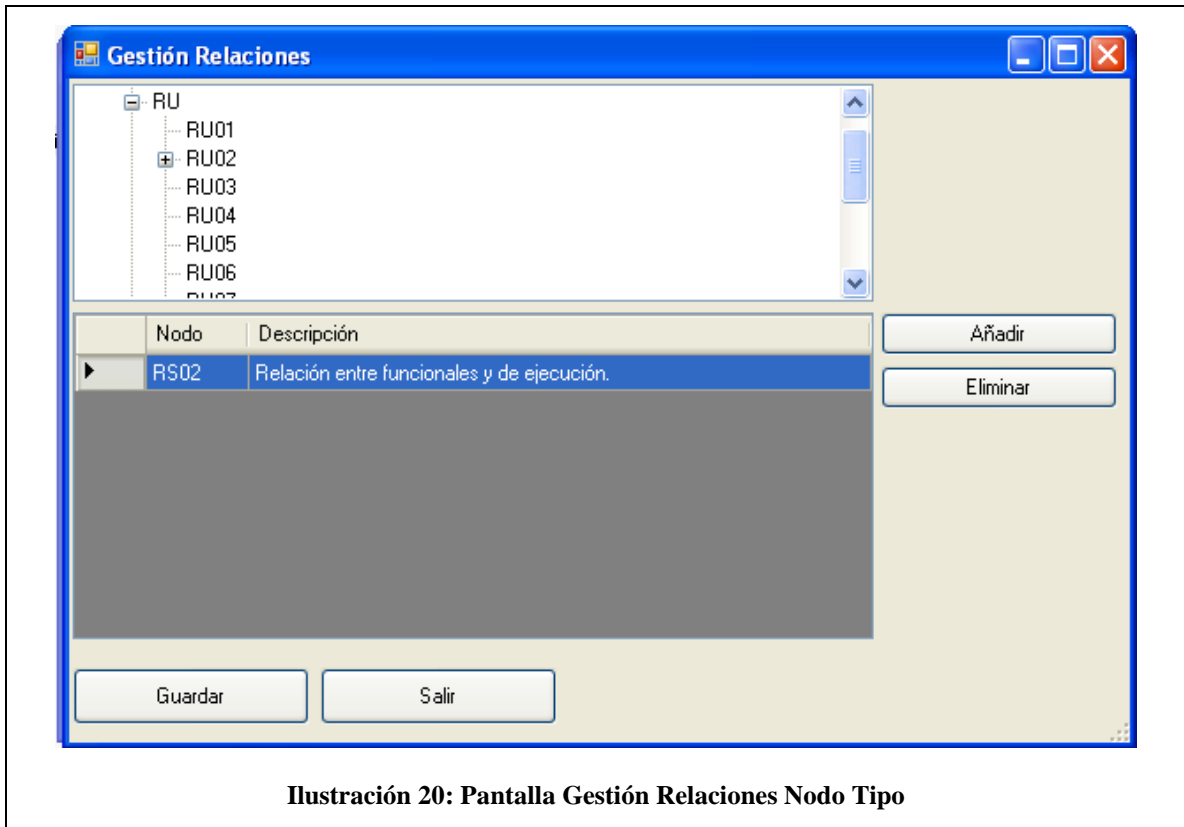 Gestión Relaciones
RU
RU01
RU02
RU03
RU04
RU05
RU06
RU07
Nodo Descripción
RS02 Relación entre funcionales y de ejecución.
Añadir
Eliminar
Guardar Salir
Ilustración 20: Pantalla Gestión Relaciones Nodo Tipo